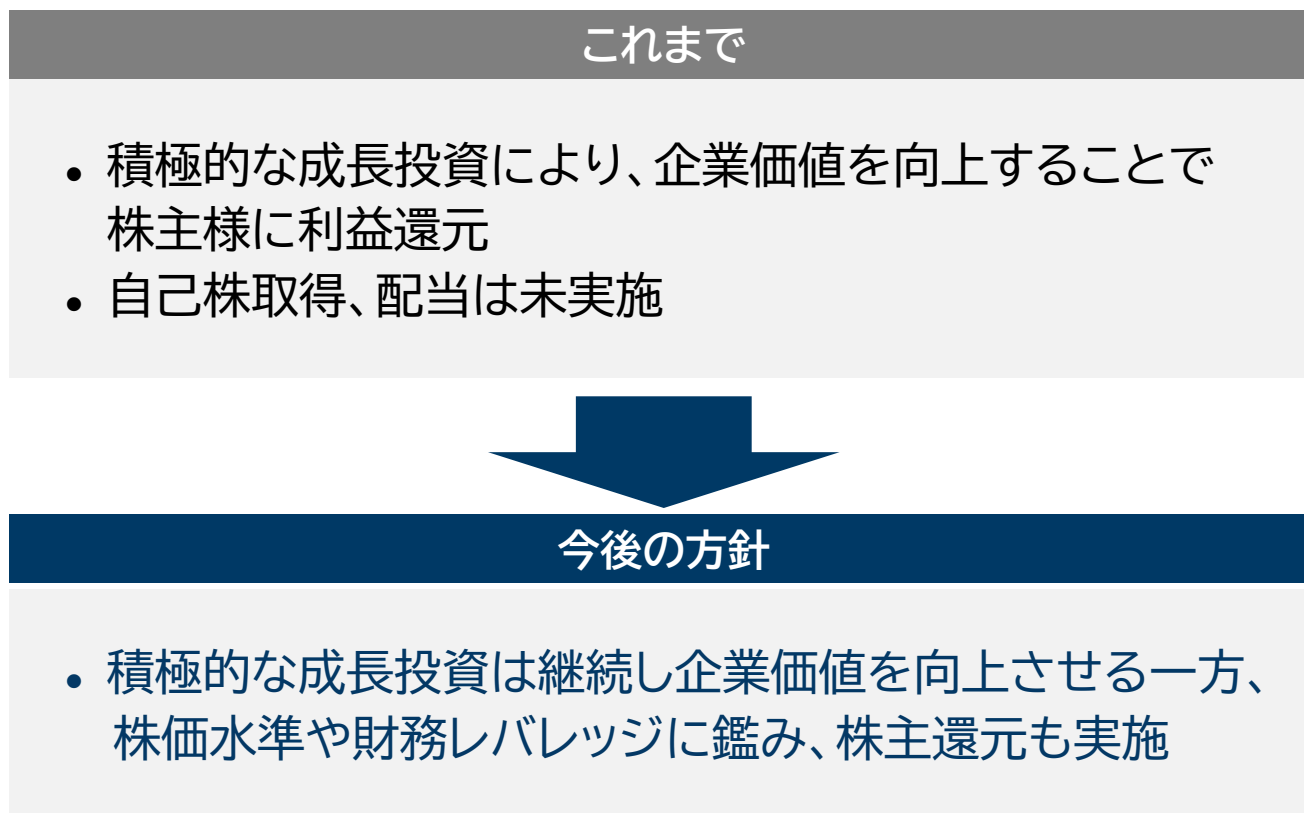 これまで
• 積極的な成長投資により、企業価値を向上することで
株主様に利益還元
• 自己株取得、配当は未実施
今後の方針
• 積極的な成長投資は継続し企業価値を向上させる一方、
株価水準や財務レバレッジに鑑み、株主還元も実施